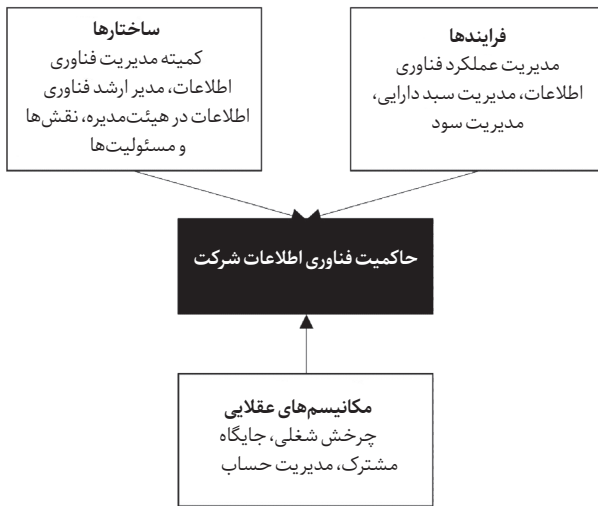 ساختارها
کمیته مدیریت فناوری
اطلاعات، مدیر ارشد فناوری
اطلاعات در هیئت‌مدیره، نقش‌ها
و مسئولیت‌ها
فرایندها
مدیریت عملکرد فناوری
اطلاعات، مدیریت سبد دارایی،
مدیریت سود
حاکمیت فناوری اطلاعات شرکت
مکانیسم‌های عقلایی
چرخش شغلی، جایگاه
مشترک، مدیریت حساب